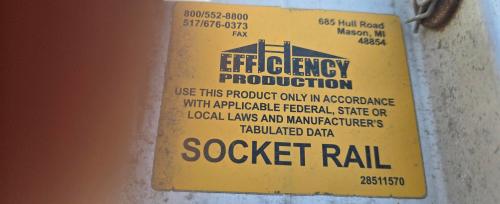 800/552-8800
517/676-0373
FAX
685 Hull Road
Mason, MI
48854
EFFICIENCY
PRODUCTION
USE THIS PRODUCT ONLY IN ACCORDANCE
WITH APPLICABLE FEDERAL, STATE OR
LOCAL LAWS AND MANUFACTURER'S
TABULATED DATA
SOCKET RAIL
28511570